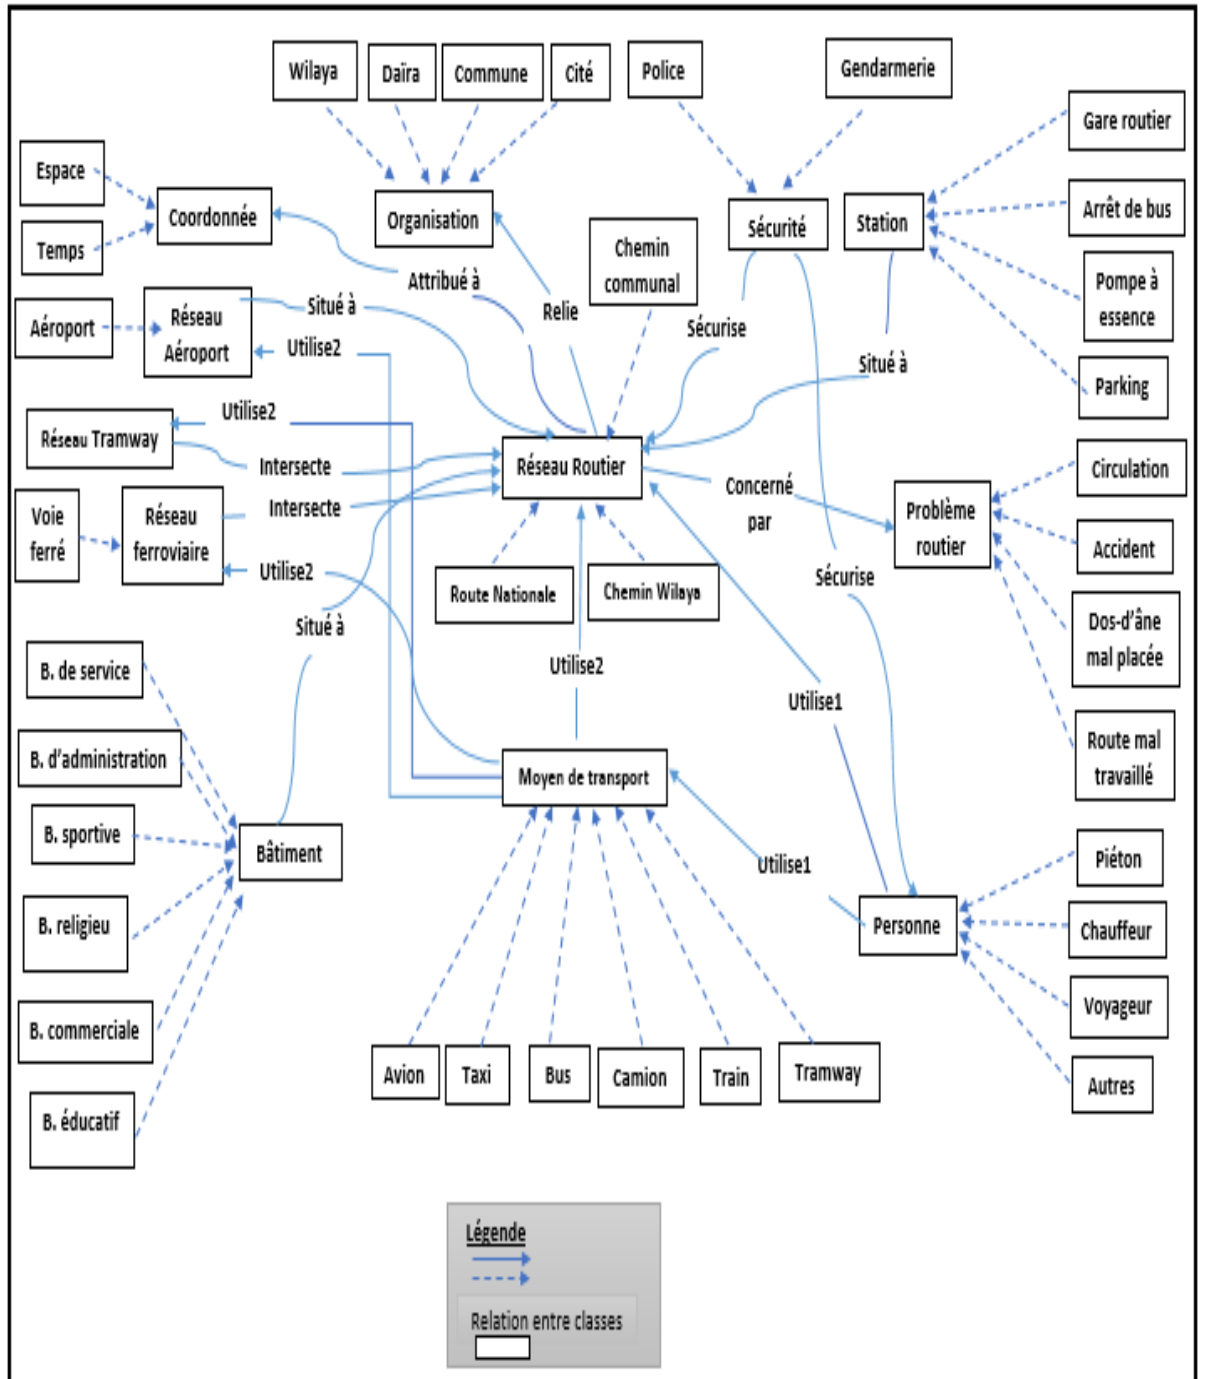 Wilaya
Daïra
Commune
Cité
Police
Gendarmerie
Gare routier
Espace
Coordonnée
Organisation
Sécurité
Station
Arrêt de bus
Temps
Chemin
communal
Attribué à
Relie
Pompe à
essence
Aéroport
Réseau
Aéroport
Situé à
Utilise2
Sécurise
Situé à
Parking
Réseau Tramway
Utilise2
Intersecte
Réseau Routier
Concerné
par
Circulation
Voie
ferré
Réseau
ferroviaire
Intersecte
Problème
routier
Accident
Utilise2
Route Nationale
Chemin Wilaya
Sécurise
Dos-d'âne
mal placée
Situé à
B. de service
Utilise2
Utilise1
Route mal
travaillé
B. d'administration
Moyen de transport
B. sportive
Bâtiment
Utilise1
Piéton
B. religieu
Personne
Chauffeur
B. commerciale
Voyageur
Avion
Taxi
Bus
Camion
Train
Tramway
Autres
B. éducatif
Légende
Relation entre classes